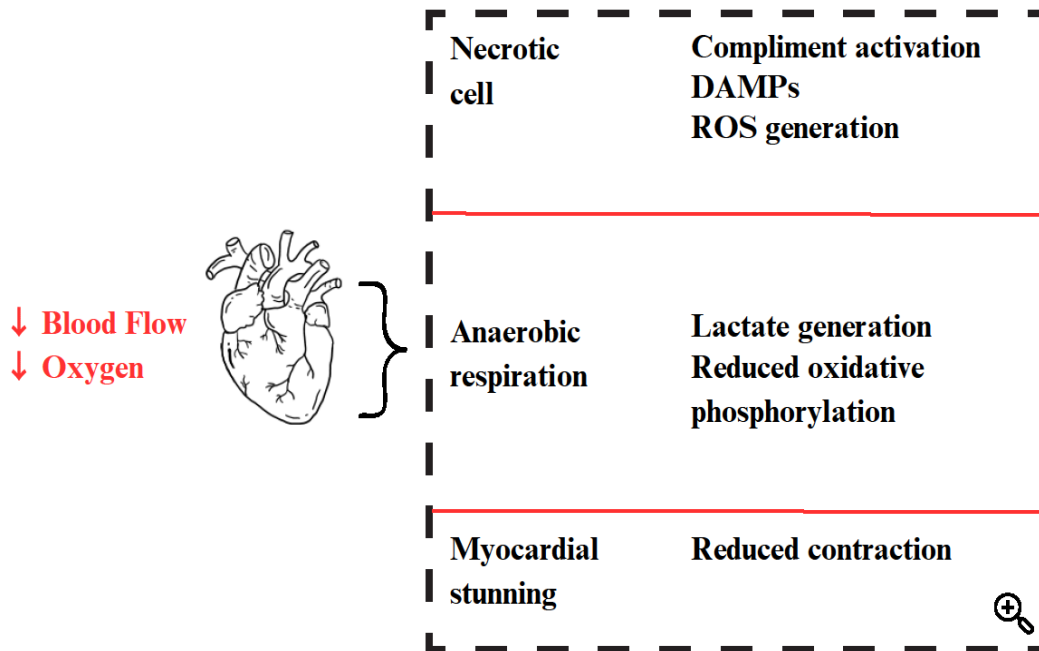 ↓ Blood Flow
↓ Oxygen
Necrotic
cell
Compliment activation
DAMPs
ROS generation
Anaerobic
respiration
Lactate generation
Reduced oxidative
phosphorylation
Myocardial
stunning
Reduced contraction